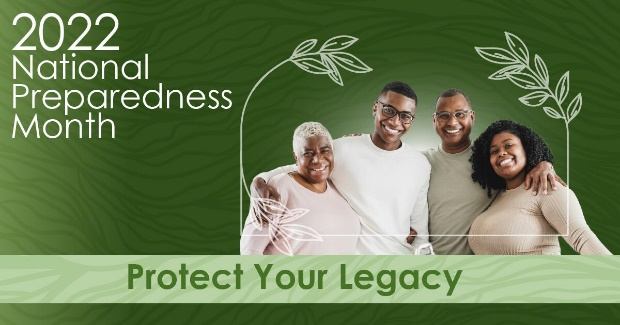 2022
National
Preparedness
Month
Protect Your Legacy